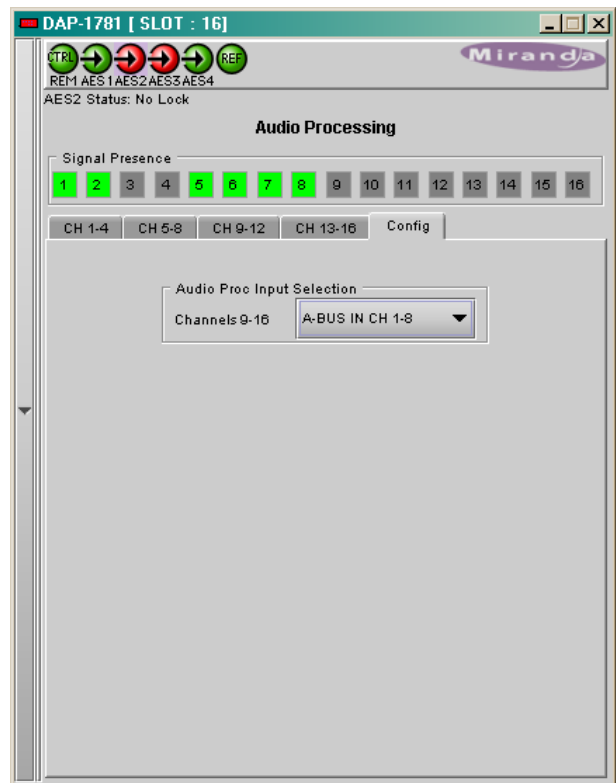 DAP-1781 [ SLOT : 16]
CTRL REF
REM AES1 AES2 AES3 AES4
Miranda
AES2 Status: No Lock
Audio Processing
Signal Presence
1 2 3 4 5 6 7 8 9 10 11 12 13 14 15 16
CH 1-4 CH 5-8 CH 9-12 CH 13-16 Config
Audio Proc Input Selection
Channels 9-16 A-BUS IN CH 1-8